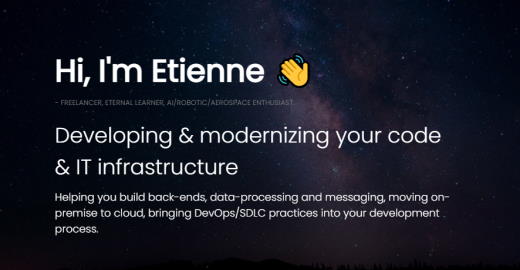 Hi, I'm Etienne 👋
- FREELANCER, ETERNAL LEARNER, AI/ROBOTIC/AEROSPACE ENTHUSIAST...
Developing & modernizing your code
& IT infrastructure
Helping you build back-ends, data-processing and messaging, moving on-
premise to cloud, bringing DevOps/SDLC practices into your development
process.